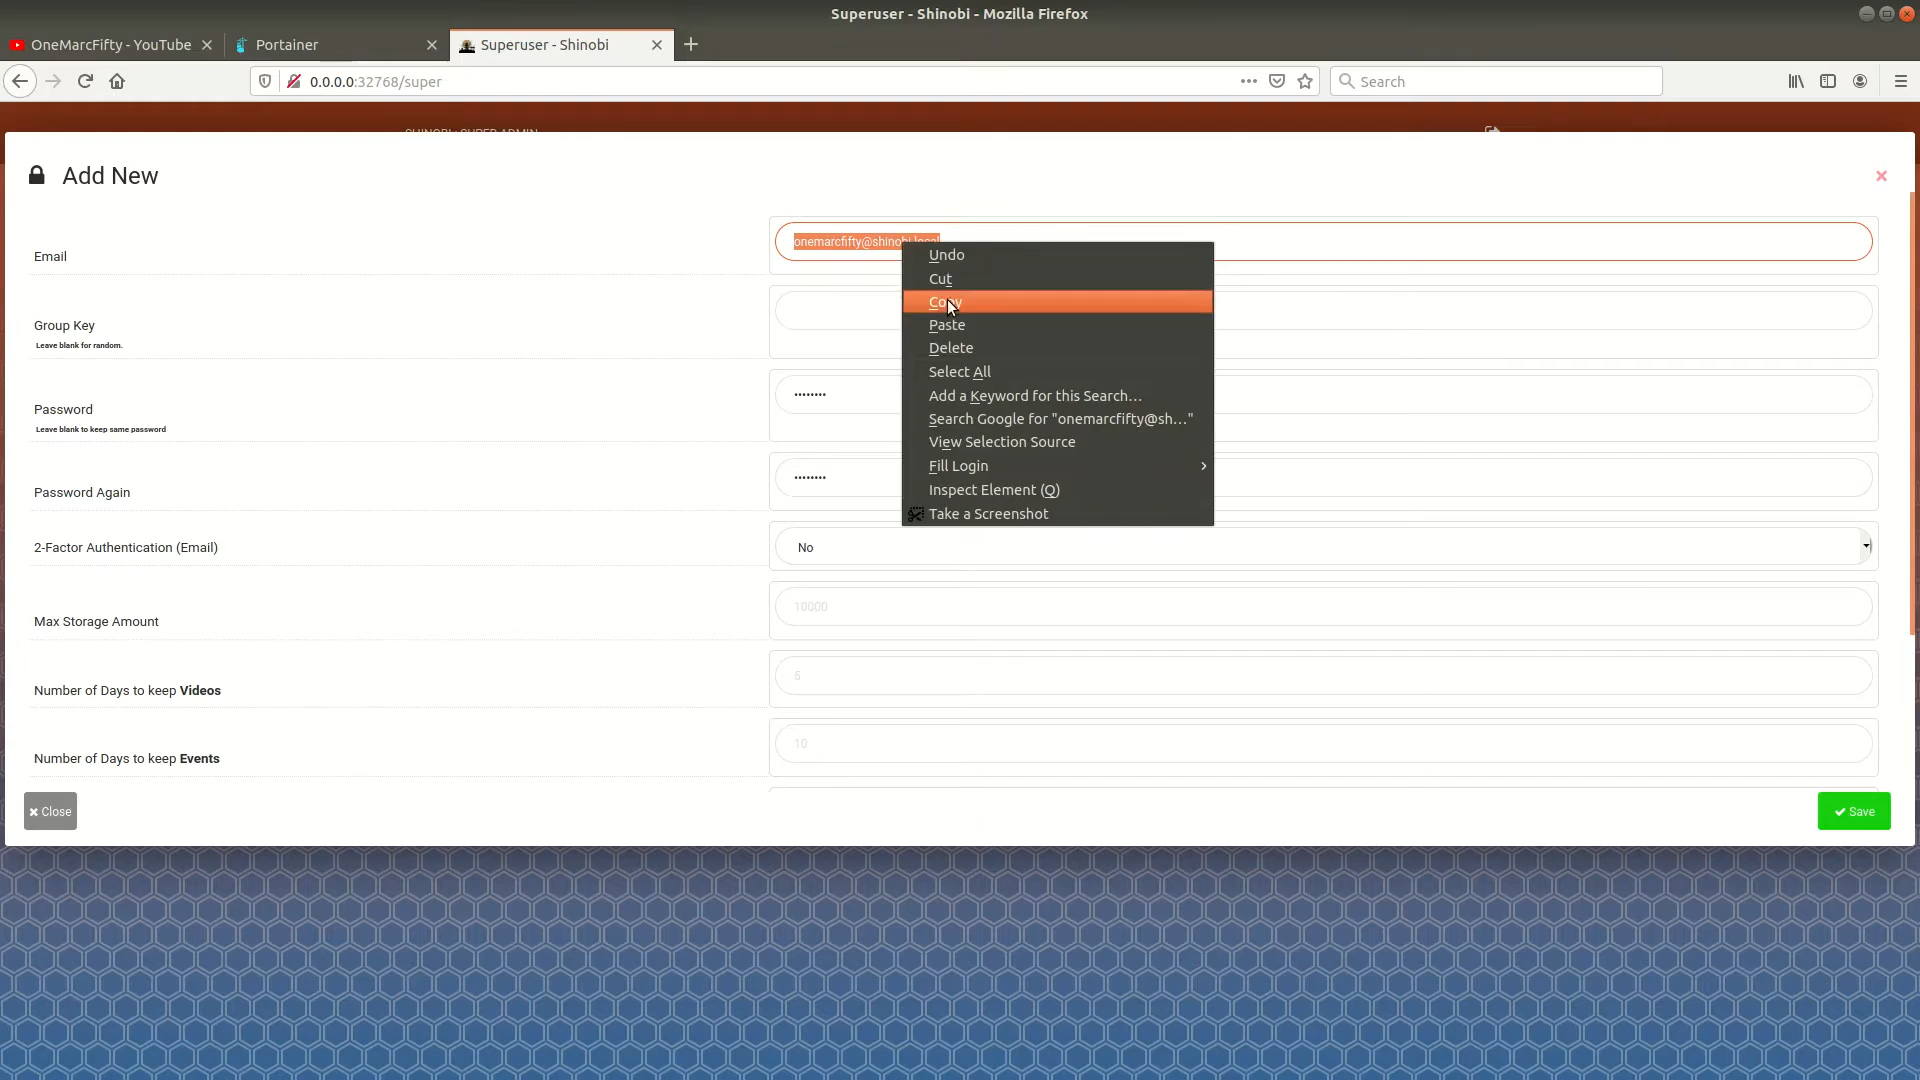 Superuser - Shinobi - Mozilla Firefox
OneMarcFifty - YouTube
Portainer
Superuser - Shinobi
0.0.0.0:32768/super
Search
SHINOBI : SUPER ADMIN
Add New
Email
onemarcfifty@shinobi.local
Undo
Cut
Copy
Paste
Delete
Select All
Add a Keyword for this Search…
Search Google for "onemarcfifty@sh…"
View Selection Source
Fill Login
Inspect Element (Q)
Take a Screenshot
Group Key
Leave blank for random.
Password
Leave blank to keep same password
Password Again
2-Factor Authentication (Email)
No
Max Storage Amount
10000
Number of Days to keep Videos
5
Number of Days to keep Events
10
Close
Save